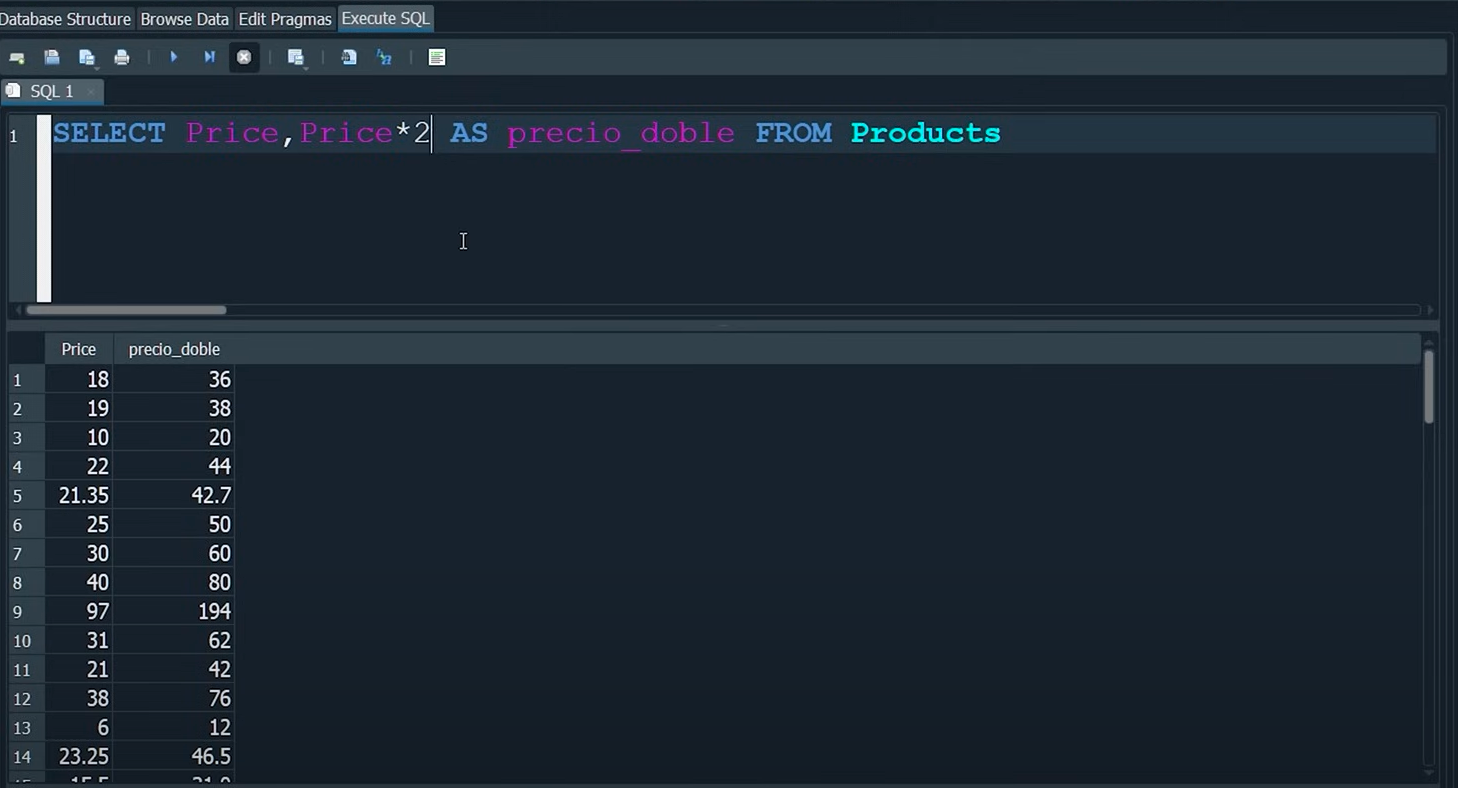 Database Structure Browse Data Edit Pragmas Execute SQL
SQL 1
1 SELECT Price,Price*2 AS precio_doble FROM Products
Price precio_doble
1 18 36
2 19 38
3 10 20
4 22 44
5 21.35 42.7
6 25 50
7 30 60
8 40 80
9 97 194
10 31 62
11 21 42
12 38 76
13 6 12
14 23.25 46.5